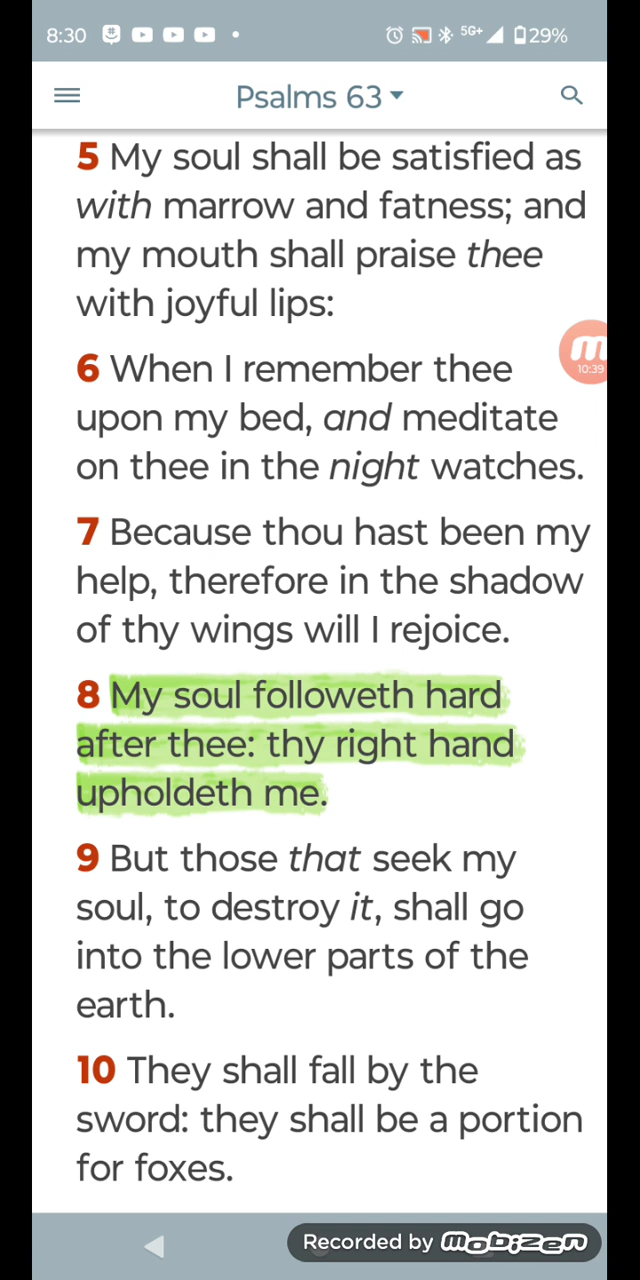 8:30 5G+ 29%
Psalms 63
5 My soul shall be satisfied as
with marrow and fatness; and
my mouth shall praise thee
with joyful lips:
6 When I remember thee
upon my bed, and meditate
on thee in the night watches.
7 Because thou hast been my
help, therefore in the shadow
of thy wings will I rejoice.
8 My soul followeth hard
after thee: thy right hand
upholdeth me.
9 But those that seek my
soul, to destroy it, shall go
into the lower parts of the
earth.
10 They shall fall by the
sword: they shall be a portion
for foxes.
m
10:39
Recorded by mobizen